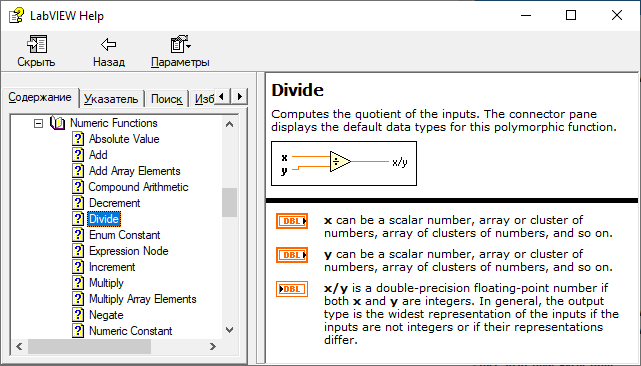 LabVIEW Help
Скрыть
Назад
Параметры
Содержание
Указатель
Поиск
Изб
Numeric Functions
Absolute Value
Add
Add Array Elements
Compound Arithmetic
Decrement
Divide
Enum Constant
Expression Node
Increment
Multiply
Multiply Array Elements
Negate
Numeric Constant
Divide
Computes the quotient of the inputs. The connector pane
displays the default data types for this polymorphic function.
x
y
÷
x/y
DBL
x can be a scalar number, array or cluster of
numbers, array of clusters of numbers, and so on.
DBL
y can be a scalar number, array or cluster of
numbers, array of clusters of numbers, and so on.
DBL
x/y is a double-precision floating-point number if
both x and y are integers. In general, the output
type is the widest representation of the inputs if the
inputs are not integers or if their representations
differ.